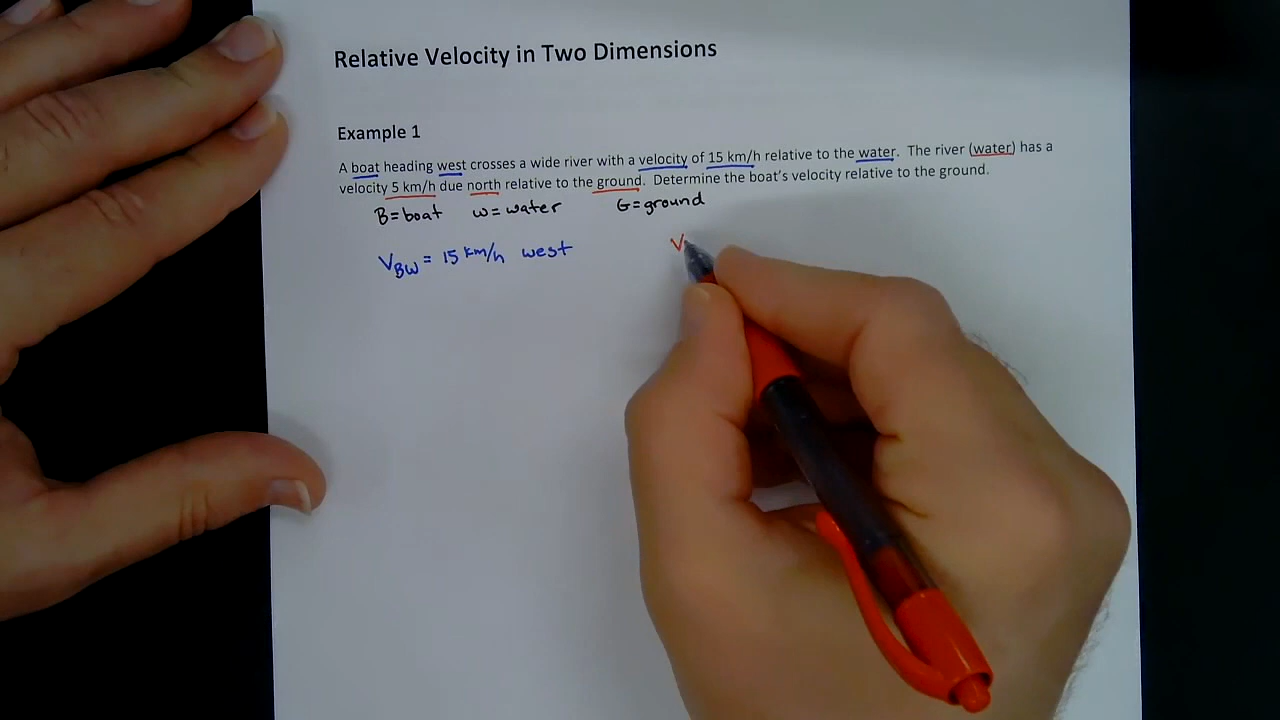 Relative Velocity in Two Dimensions
Example 1
A boat heading west crosses a wide river with a velocity of 15 km/h relative to the water. The river (water) has a
velocity 5 km/h due north relative to the ground. Determine the boat's velocity relative to the ground.
B=boat w=water G=ground
V_BW = 15 km/h west V